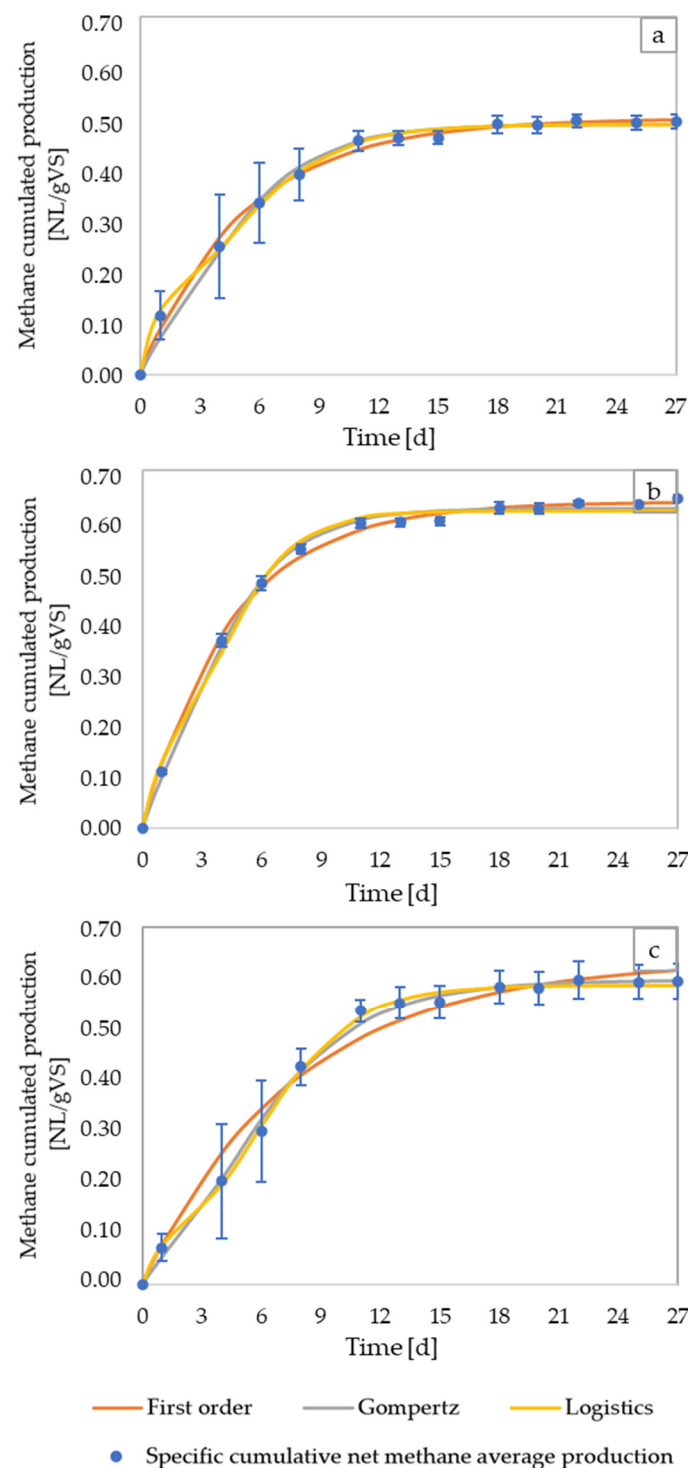 a
Methane cumulated production
[NL/gVS]
0.70
0.60
0.50
0.40
0.30
0.20
0.10
0.00
0 3 6 9 12 15 18 21 24 27
Time [d]
b
Methane cumulated production
[NL/gVS]
0.70
0.60
0.50
0.40
0.30
0.20
0.10
0.00
0 3 6 9 12 15 18 21 24 27
Time [d]
c
Methane cumulated production
[NL/gVS]
0.70
0.60
0.50
0.40
0.30
0.20
0.10
0.00
0 3 6 9 12 15 18 21 24 27
Time [d]
First order Gompertz Logistics
Specific cumulative net methane average production